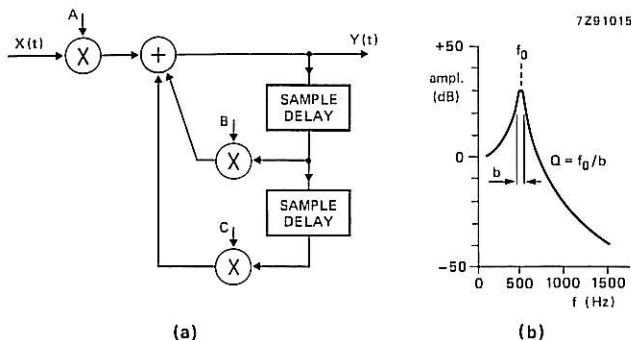 7Z91015
A
X(t)
X
+
Y(t)
SAMPLE
DELAY
B
X
SAMPLE
DELAY
C
X
(a)
+50
ampl.
(dB)
0
-50
f₀
b
Q = f₀/b
0 500 1000 1500
f (Hz)
(b)